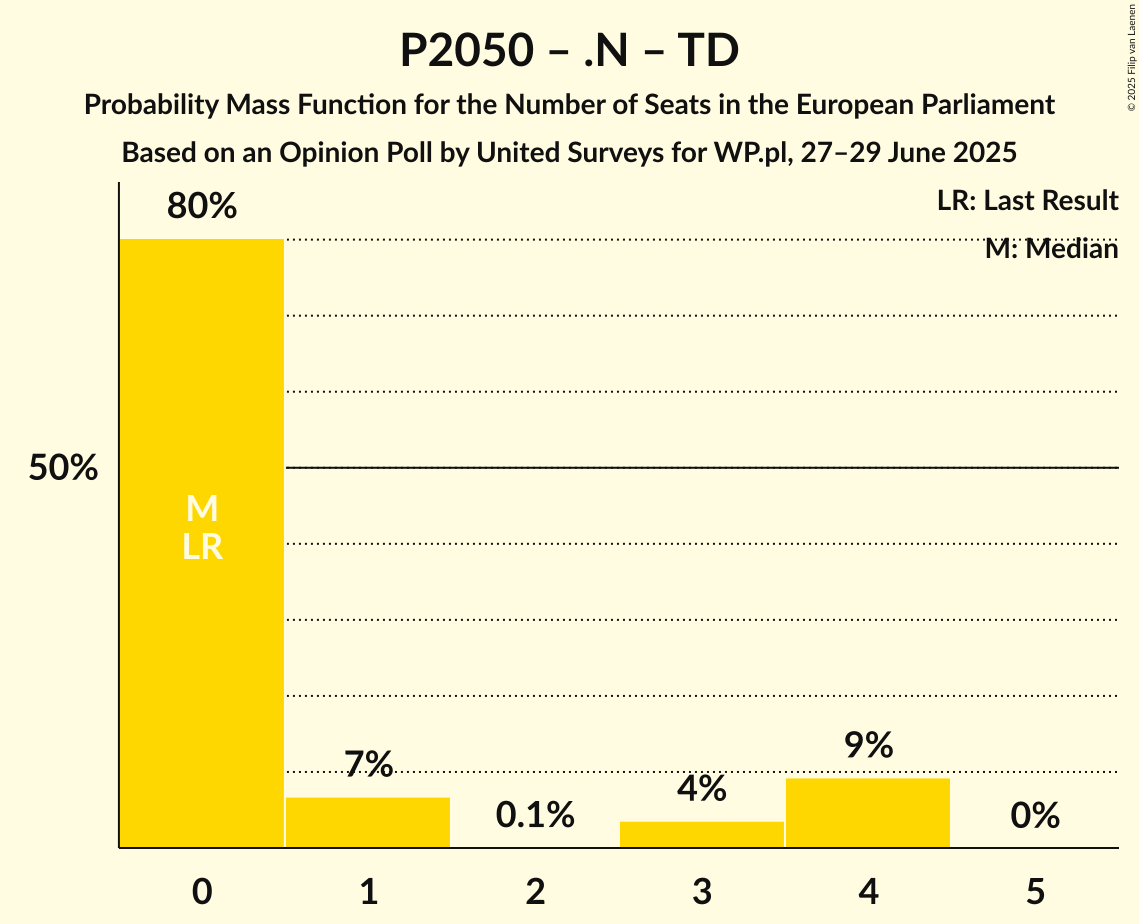 P2050 – .N – TD
Probability Mass Function for the Number of Seats in the European Parliament
Based on an Opinion Poll by United Surveys for WP.pl, 27–29 June 2025
© 2025 Filip van Laenen
LR: Last Result
M: Median
80%
50%
M
LR
7%
0.1%
4%
9%
0%
0 1 2 3 4 5